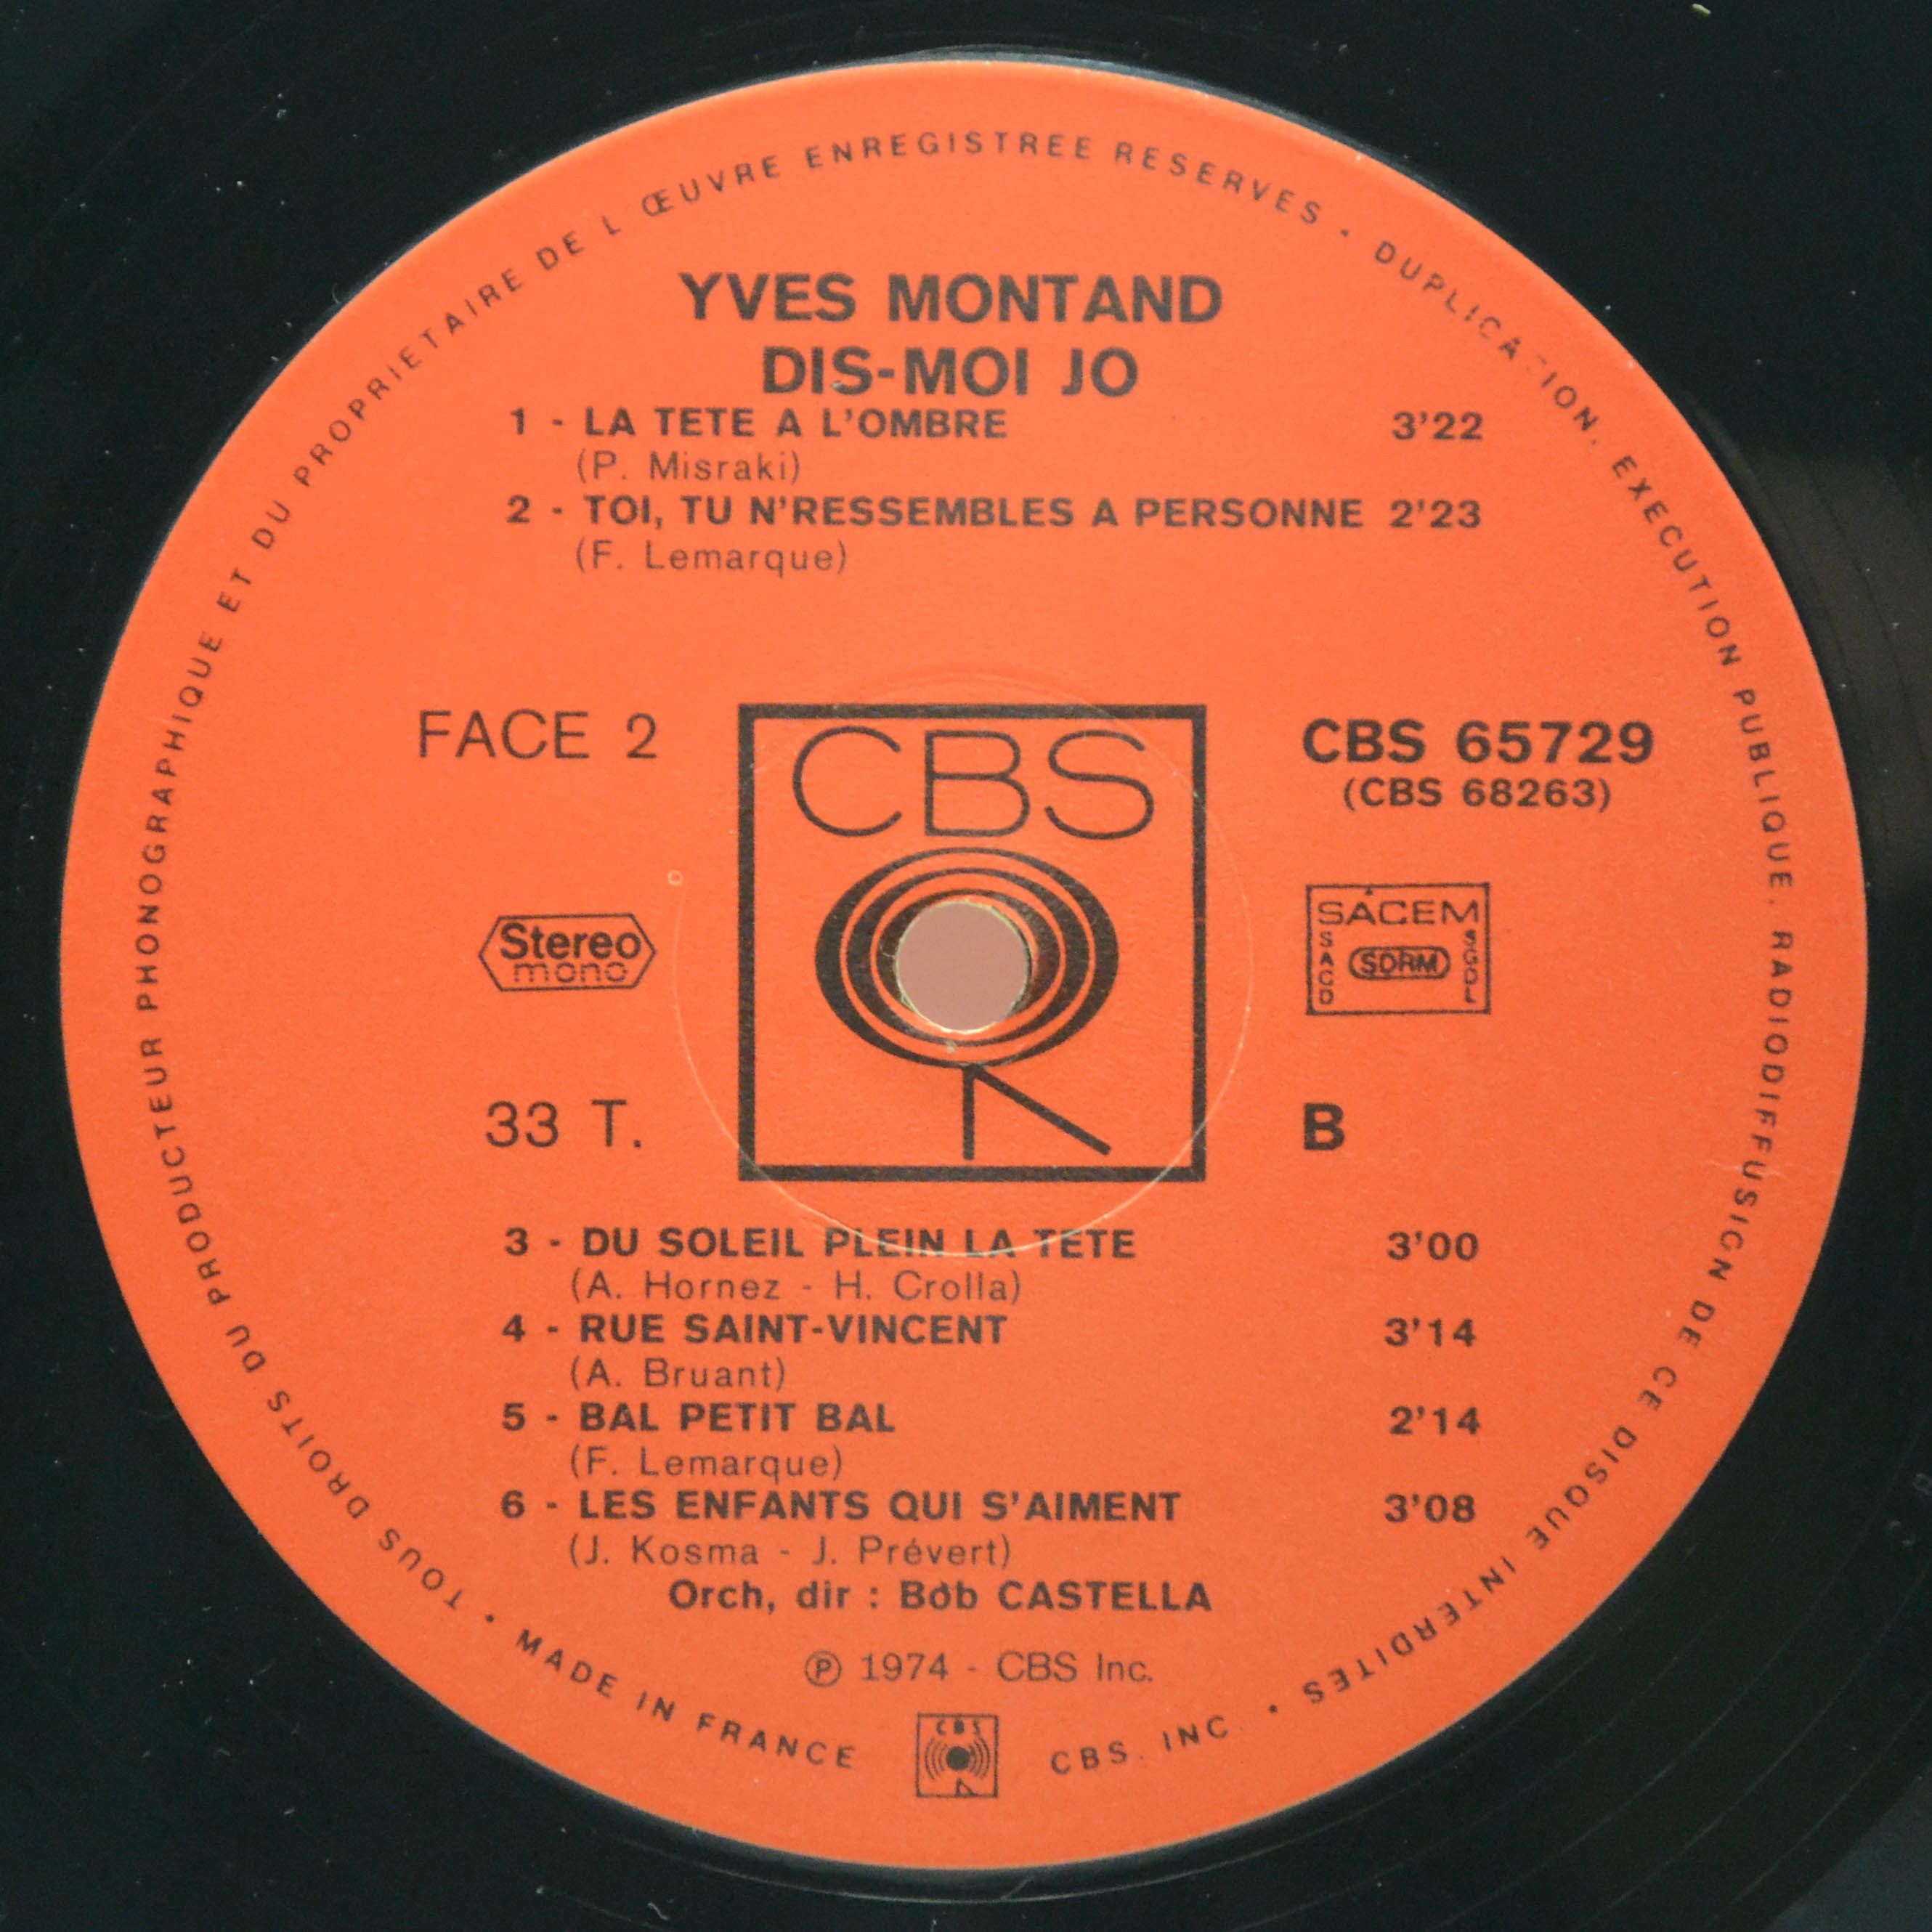 YVES MONTAND
DIS-MOI JO
1 - LA TETE A L'OMBRE 3'22
(P. Misraki)
2 - TOI, TU N'RESSEMBLES A PERSONNE 2'23
(F. Lemarque)
FACE 2
CBS
CBS 65729
(CBS 68263)
Stereo
mono
SACEM
SACD
SDRM
SGDL
33 T.
B
3 - DU SOLEIL PLEIN LA TETE 3'00
(A. Hornez - H. Crolla)
4 - RUE SAINT-VINCENT 3'14
(A. Bruant)
5 - BAL PETIT BAL 2'14
(F. Lemarque)
6 - LES ENFANTS QUI S'AIMENT 3'08
(J. Kosma - J. Prévert)
Orch, dir : Bob CASTELLA
℗ 1974 - CBS Inc.
TOUS DROITS DU PRODUCTEUR PHONOGRAPHIQUE ET DU PROPRIETAIRE DE L'ŒUVRE ENREGISTREE RESERVES • DUPLICATION. EXECUTION PUBLIQUE. RADIODIFFUSION DE CE DISQUE INTERDITES •
CBS. INC.
CBS
• MADE IN FRANCE